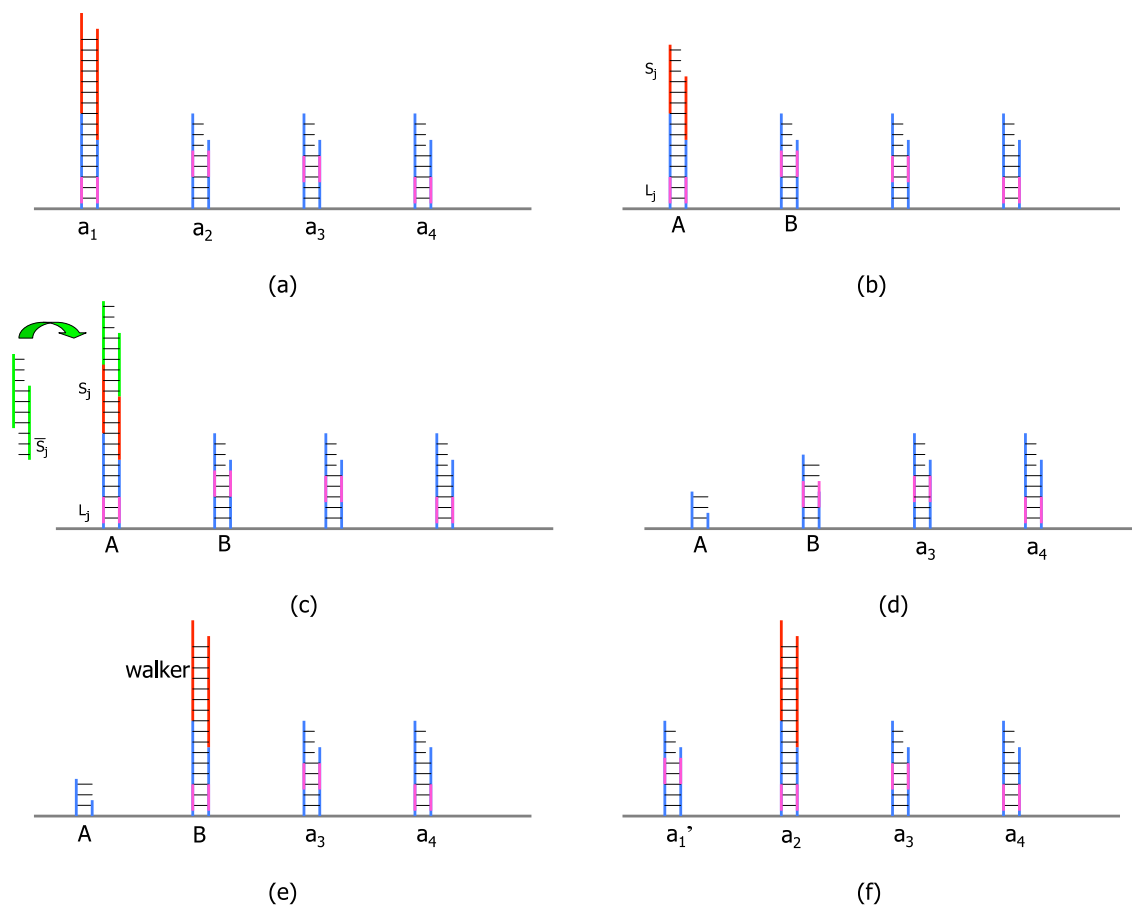 a₁ a₂ a₃ a₄
(a)
Sⱼ
Lⱼ
A B
(b)
Sⱼ
S̅ⱼ
Lⱼ
A B
(c)
A B a₃ a₄
(d)
walker
A B a₃ a₄
(e)
a₁’ a₂ a₃ a₄
(f)